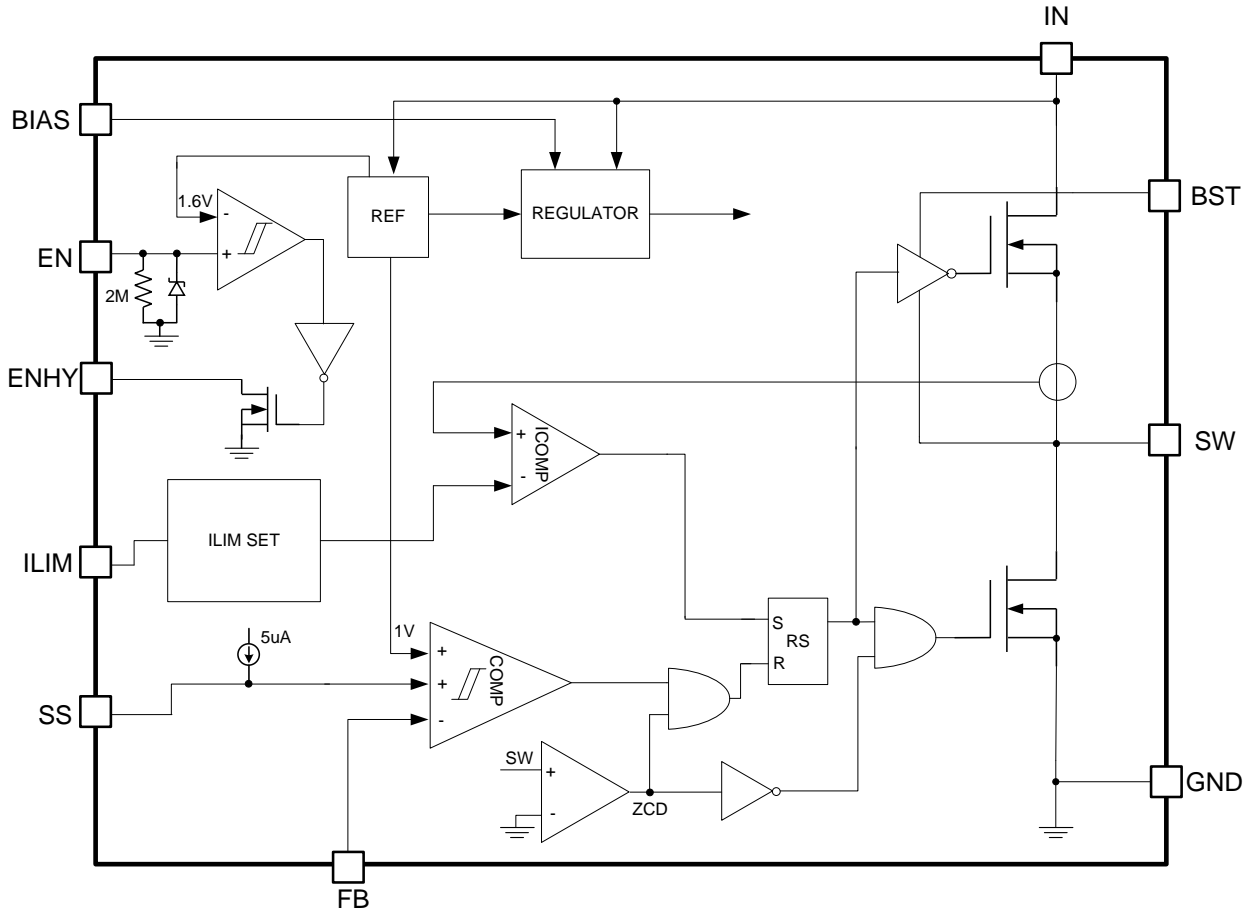 IN
BIAS
1.6V
-
REF
REGULATOR
BST
EN
+
2M
ENHY
+
ICOMP
-
SW
ILIM SET
ILIM
5uA
1V
+
COMP
S
RS
R
+
SS
-
SW
+
-
ZCD
GND
FB